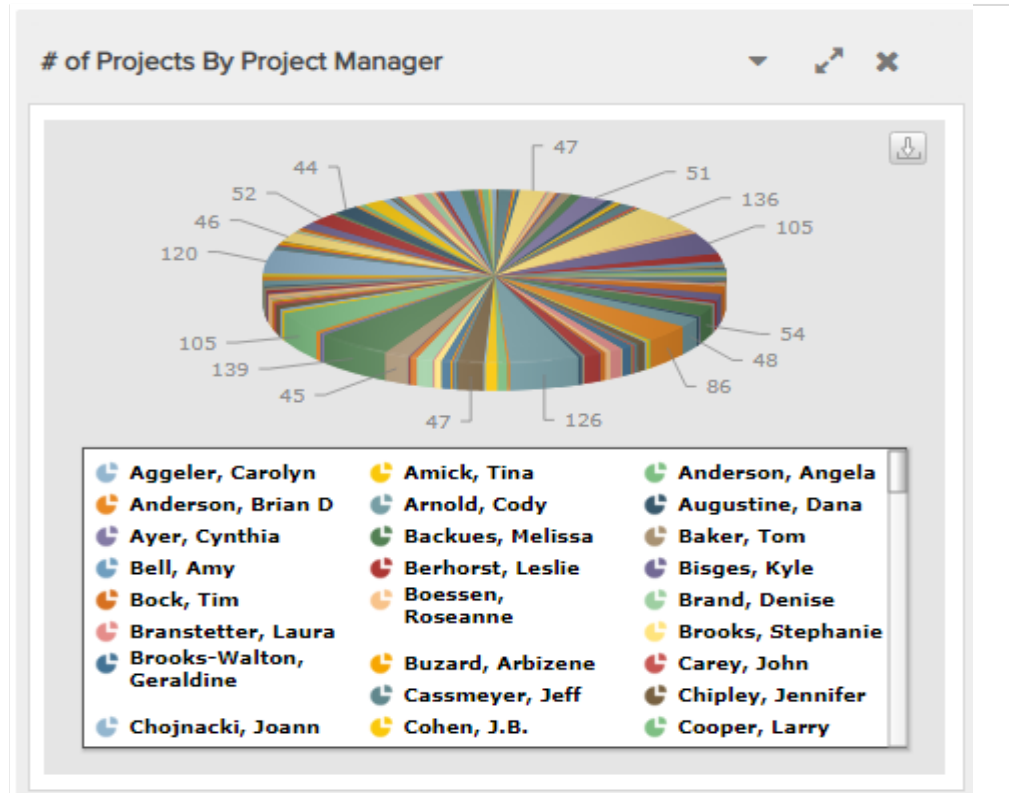 # of Projects By Project Manager
47
44
51
52
136
46
105
120
54
105
48
139
86
45
47
126
Aggeler, Carolyn
Amick, Tina
Anderson, Angela
Anderson, Brian D
Arnold, Cody
Augustine, Dana
Ayer, Cynthia
Backues, Melissa
Baker, Tom
Bell, Amy
Berhorst, Leslie
Bisges, Kyle
Bock, Tim
Boessen,
Roseanne
Brand, Denise
Branstetter, Laura
Brooks, Stephanie
Brooks-Walton,
Geraldine
Buzard, Arbizene
Carey, John
Cassmeyer, Jeff
Chipley, Jennifer
Chojnacki, Joann
Cohen, J.B.
Cooper, Larry